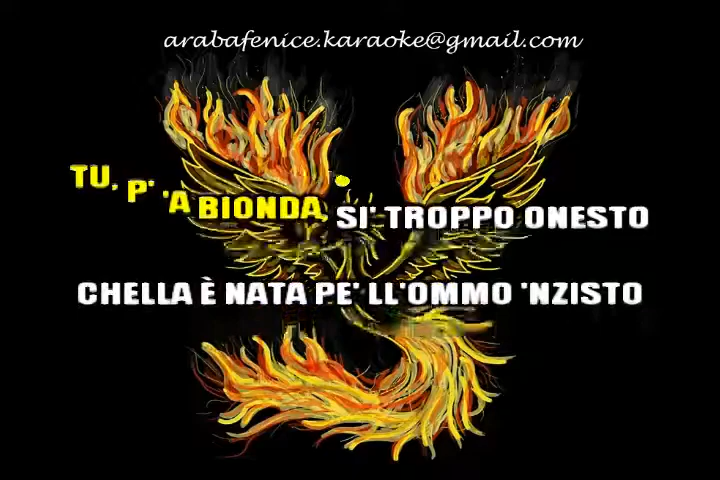 arabafenice.karaoke@gmail.com
TU, P' 'A BIONDA, SI' TROPPO ONESTO
CHELLA È NATA PE' LL'OMMO 'NZISTO